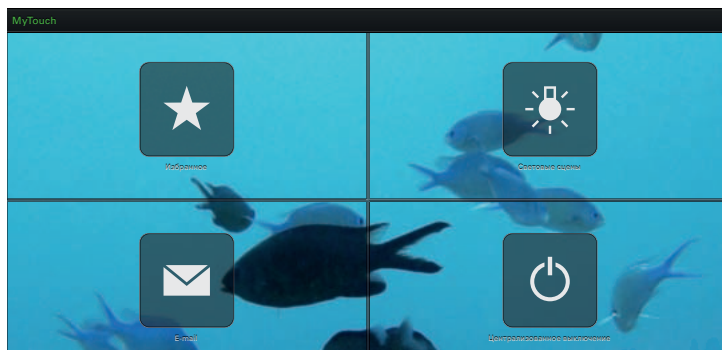 MyTouch
Избранное
Световые сцены
E-mail
Централизованное выключение